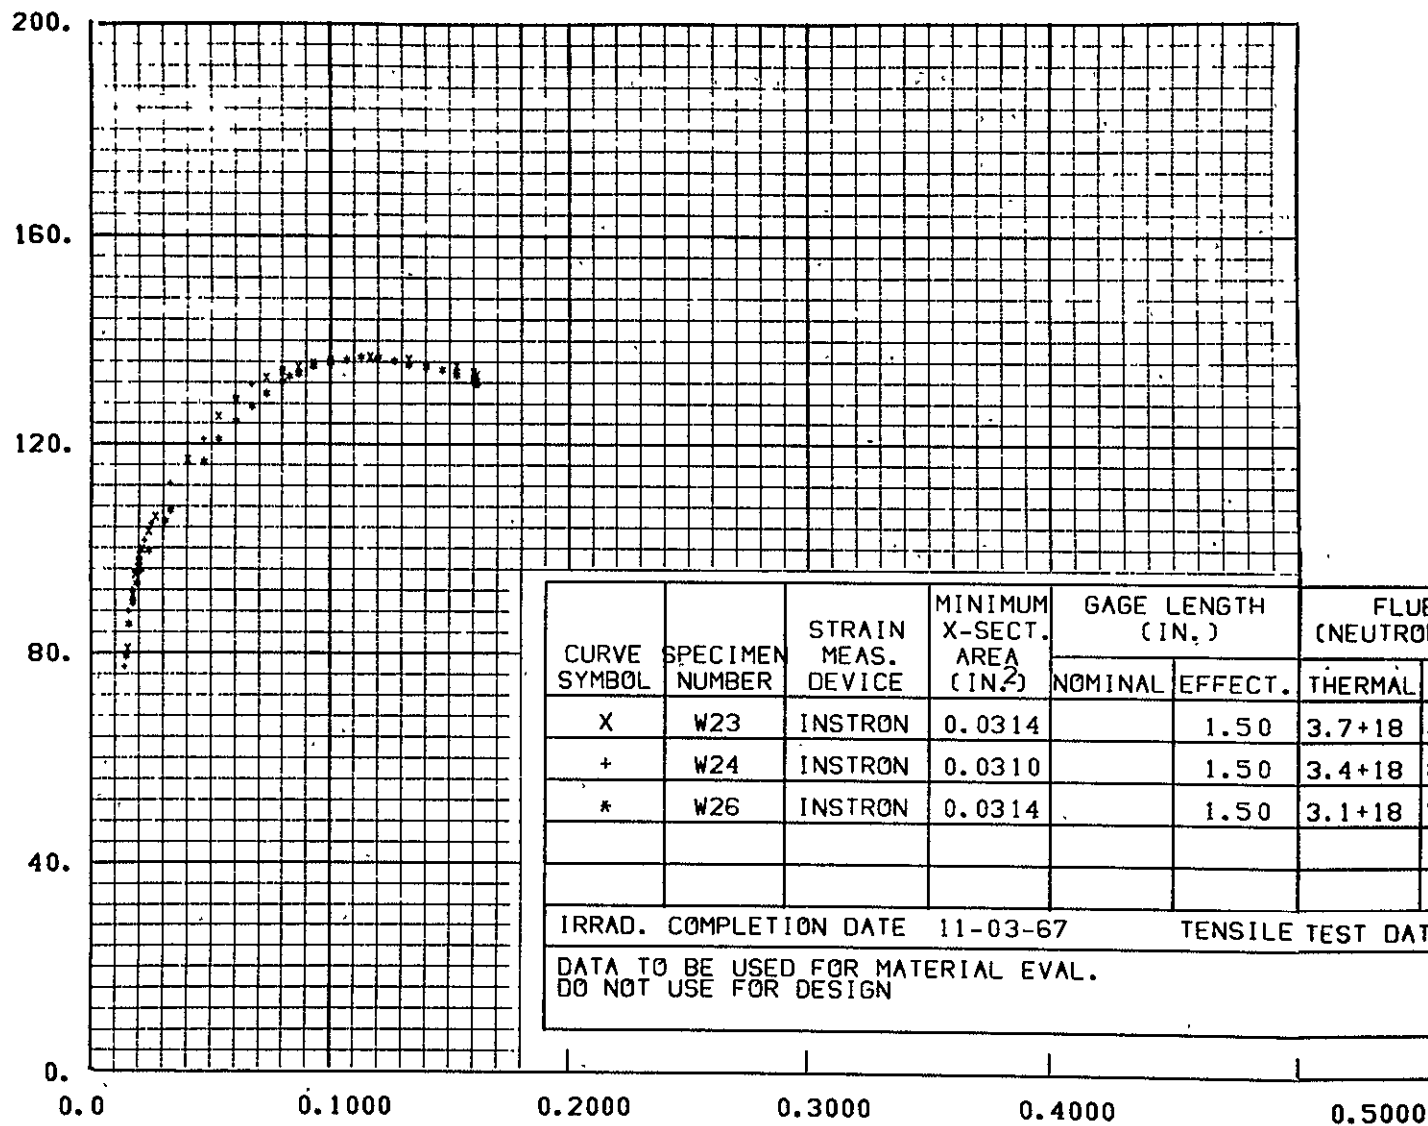 200.
160.
120.
80.
40.
0.
0.0 0.1000 0.2000 0.3000 0.4000 0.5000
CURVE SYMBOL SPECIMEN NUMBER STRAIN MEAS. DEVICE MINIMUM X-SECT. AREA (IN.2) GAGE LENGTH (IN.)
NOMINAL EFFECT. THERMAL
X W23 INSTRON 0.0314 1.50 3.7+18
+ W24 INSTRON 0.0310 1.50 3.4+18
* W26 INSTRON 0.0314 1.50 3.1+18
IRRAD. COMPLETION DATE 11-03-67 TENSILE TEST DAT
DATA TO BE USED FOR MATERIAL EVAL.
DO NOT USE FOR DESIGN